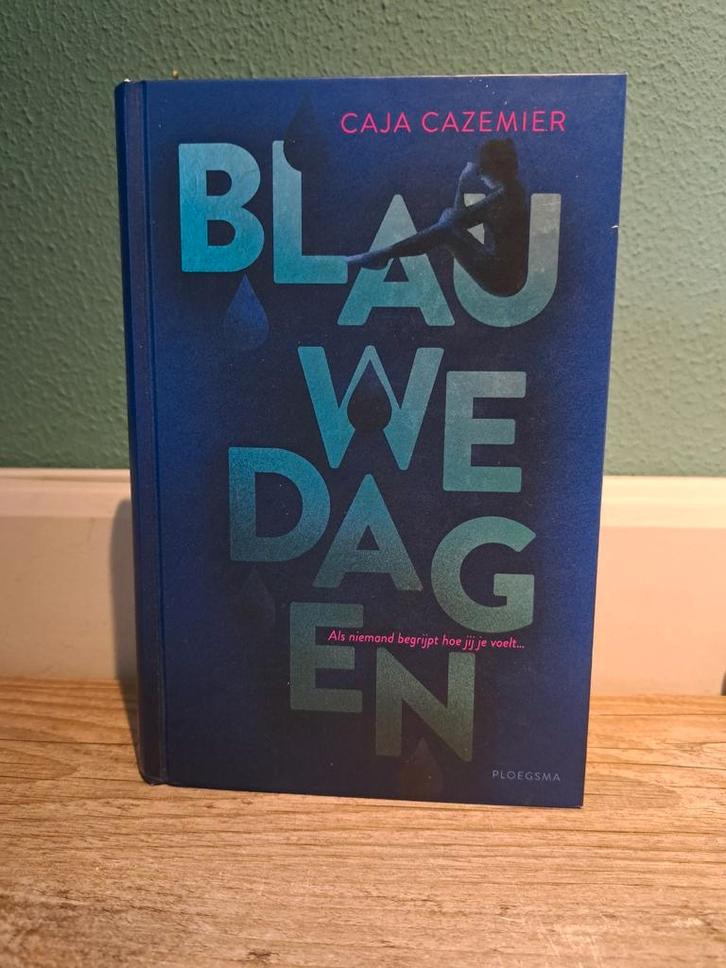 CAJA CAZEMIER
BLAU
WE
DAG
EN
Als niemand begrijpt hoe jij je voelt...
PLOEGSMA